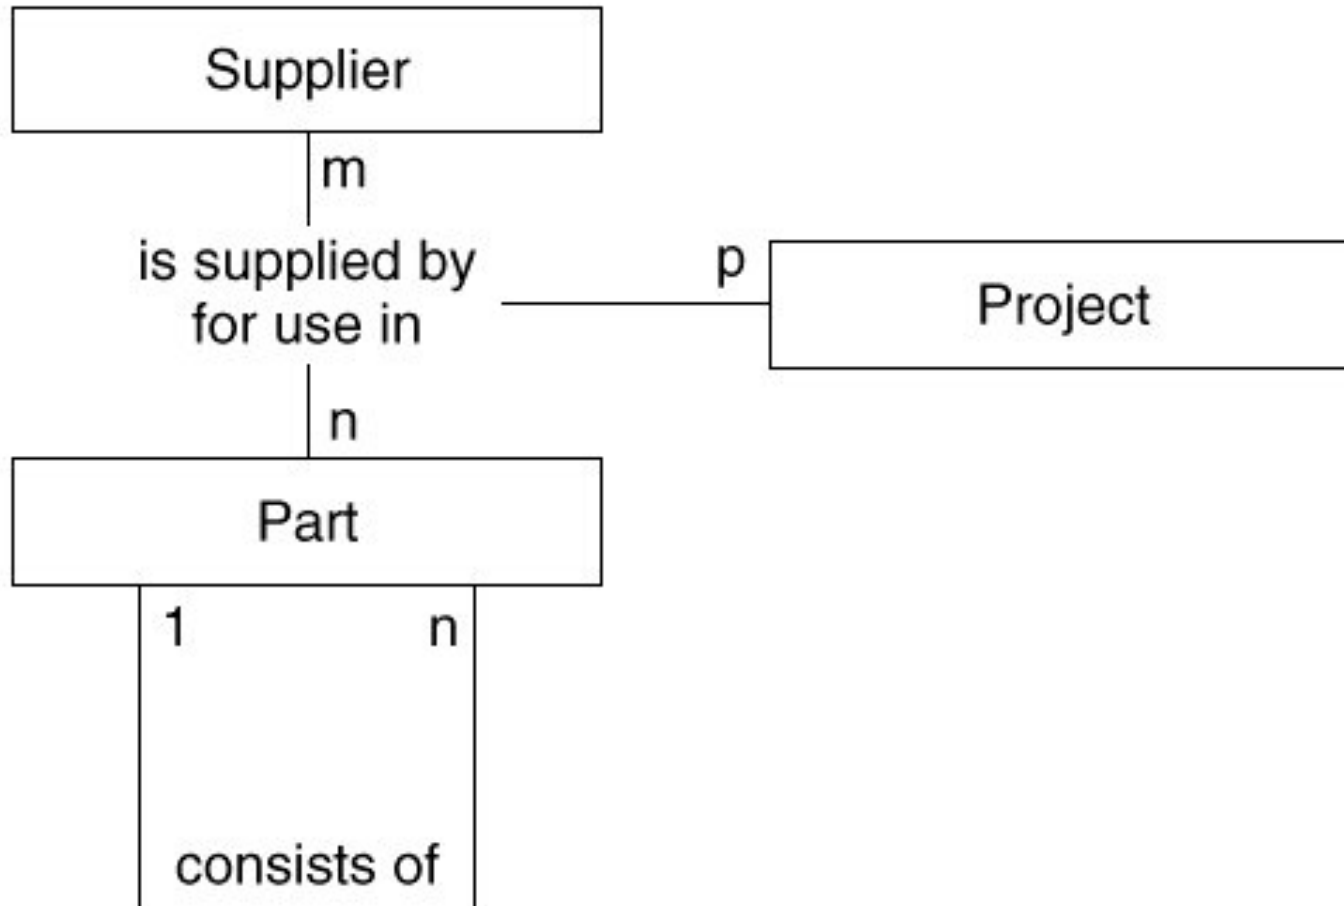 Supplier
m
is supplied by
for use in
p
Project
n
Part
1
n
consists of